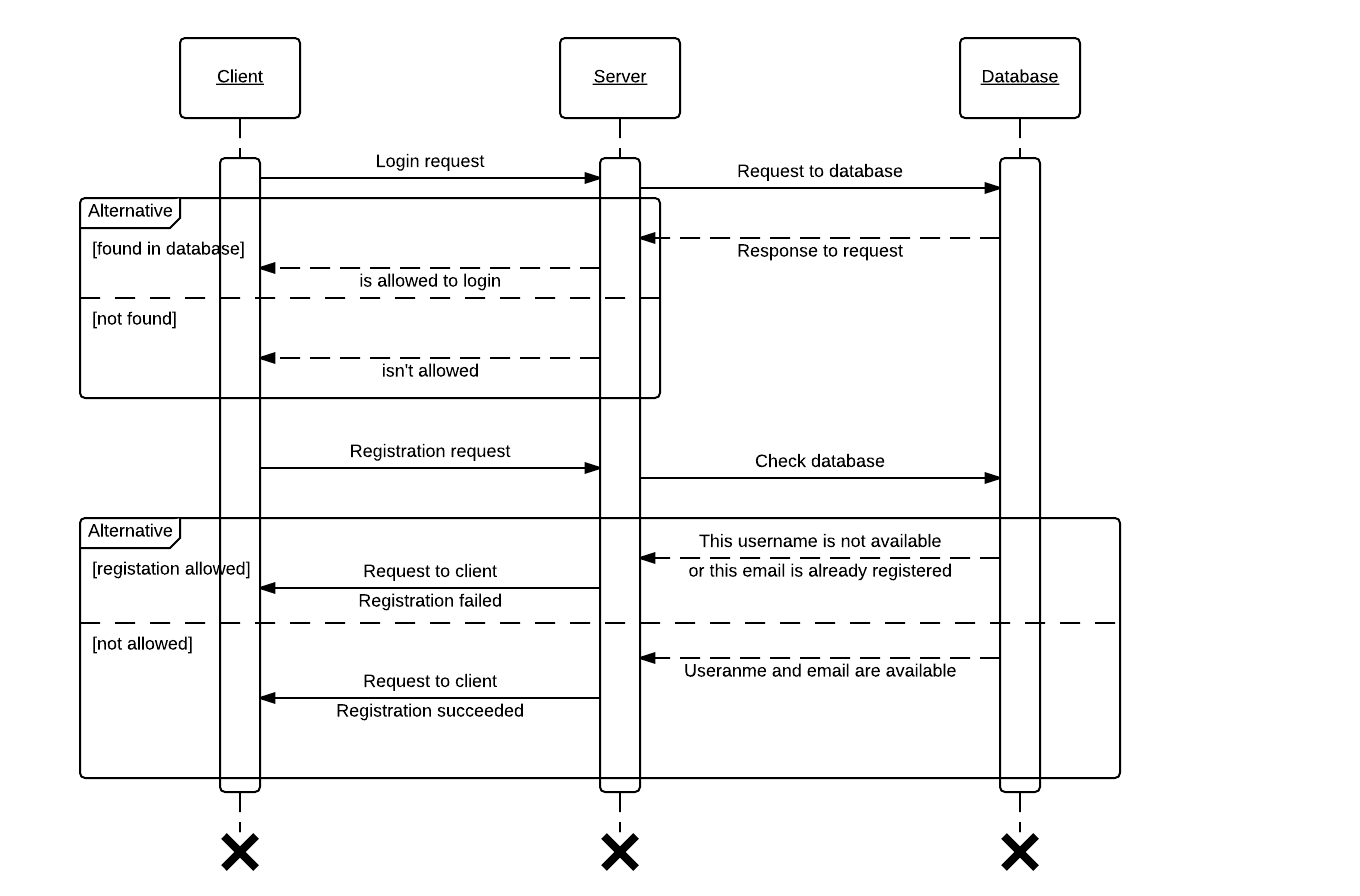 Client
Server
Database
Login request
Request to database
Alternative
[found in database]
Response to request
is allowed to login
[not found]
isn't allowed
Registration request
Check database
Alternative
This username is not available
[registation allowed]
Request to client
or this email is already registered
Registration failed
[not allowed]
Useranme and email are available
Request to client
Registration succeeded